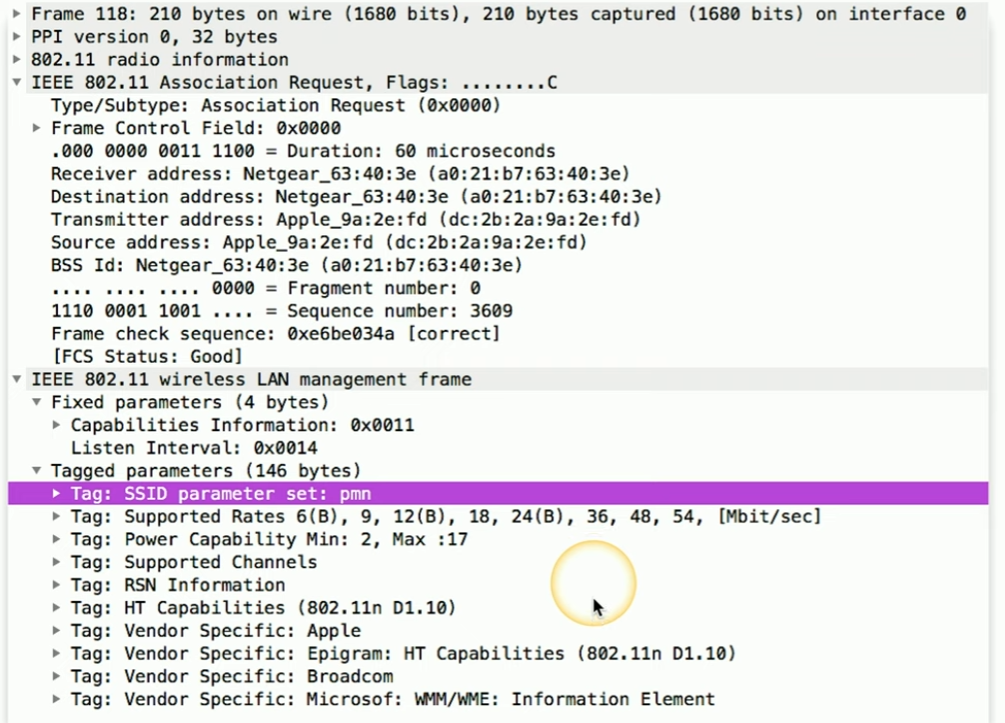 Frame 118: 210 bytes on wire (1680 bits), 210 bytes captured (1680 bits) on interface 0
PPI version 0, 32 bytes
802.11 radio information
IEEE 802.11 Association Request, Flags: ........C
Type/Subtype: Association Request (0x0000)
Frame Control Field: 0x0000
.000 0000 0011 1100 = Duration: 60 microseconds
Receiver address: Netgear_63:40:3e (a0:21:b7:63:40:3e)
Destination address: Netgear_63:40:3e (a0:21:b7:63:40:3e)
Transmitter address: Apple_9a:2e:fd (dc:2b:2a:9a:2e:fd)
Source address: Apple_9a:2e:fd (dc:2b:2a:9a:2e:fd)
BSS Id: Netgear_63:40:3e (a0:21:b7:63:40:3e)
.... .... .... 0000 = Fragment number: 0
1110 0001 1001 .... = Sequence number: 3609
Frame check sequence: 0xe6be034a [correct]
[FCS Status: Good]
IEEE 802.11 wireless LAN management frame
Fixed parameters (4 bytes)
Capabilities Information: 0x0011
Listen Interval: 0x0014
Tagged parameters (146 bytes)
Tag: SSID parameter set: pmn
Tag: Supported Rates 6(B), 9, 12(B), 18, 24(B), 36, 48, 54, [Mbit/sec]
Tag: Power Capability Min: 2, Max :17
Tag: Supported Channels
Tag: RSN Information
Tag: HT Capabilities (802.11n D1.10)
Tag: Vendor Specific: Apple
Tag: Vendor Specific: Epigram: HT Capabilities (802.11n D1.10)
Tag: Vendor Specific: Broadcom
Tag: Vendor Specific: Microsof: WMM/WME: Information Element